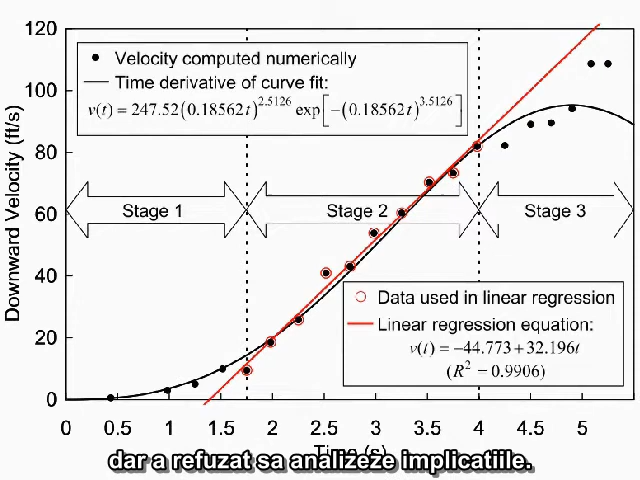 120
Velocity computed numerically
Time derivative of curve fit:
v(t) = 247.52(0.18562t)^2.5126 exp[−(0.18562t)^3.5126]
100
80
60
40
20
0
Downward Velocity (ft/s)
Stage 1
Stage 2
Stage 3
Data used in linear regression
Linear regression equation:
v(t) = −44.773+32.196t
(R² = 0.9906)
0 0.5 1 1.5 2 2.5 3 3.5 4 4.5 5
Time (s)
dar a refuzat sa analizeze implicatiile.